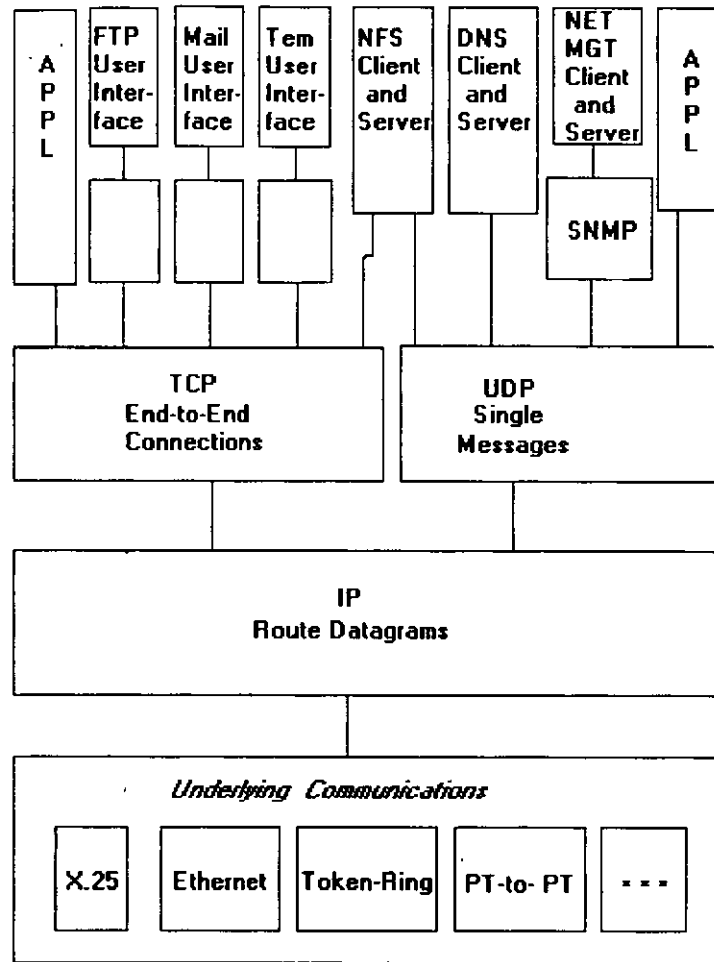 A
P
P
L
FTP
User
Inter-
face
Mail
User
Inter-
face
Tem
User
Inter-
face
NFS
Client
and
Server
DNS
Client
and
Server
NET
MGT
Client
and
Server
A
P
P
L
SNMP
TCP
End-to-End
Connections
UDP
Single
Messages
IP
Route Datagrams
Underlying Communications
X.25
Ethernet
Token-Ring
PT-to- PT
- - -